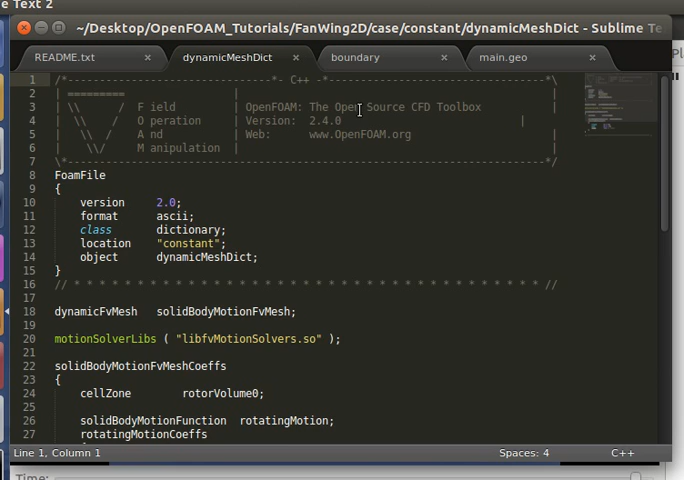 e Text 2
~/Desktop/OpenFOAM_Tutorials/FanWing2D/case/constant/dynamicMeshDict - Sublime Te
README.txt × dynamicMeshDict × boundary × main.geo ×
1 /*--------------------------------*- C++ -*----------------------------------*\
2 | ========= | |
3 | \\ / F ield | OpenFOAM: The Open Source CFD Toolbox |
4 | \\ / O peration | Version: 2.4.0 |
5 | \\ / A nd | Web: www.OpenFOAM.org |
6 | \\/ M anipulation | |
7 \*---------------------------------------------------------------------------*/
8 FoamFile
9 {
10 version 2.0;
11 format ascii;
12 class dictionary;
13 location "constant";
14 object dynamicMeshDict;
15 }
16 // * * * * * * * * * * * * * * * * * * * * * * * * * * * * * * * * * * * * * //
17
18 dynamicFvMesh solidBodyMotionFvMesh;
19
20 motionSolverLibs ( "libfvMotionSolvers.so" );
21
22 solidBodyMotionFvMeshCoeffs
23 {
24 cellZone rotorVolume0;
25
26 solidBodyMotionFunction rotatingMotion;
27 rotatingMotionCoeffs
Line 1, Column 1 Spaces: 4 C++
Time: